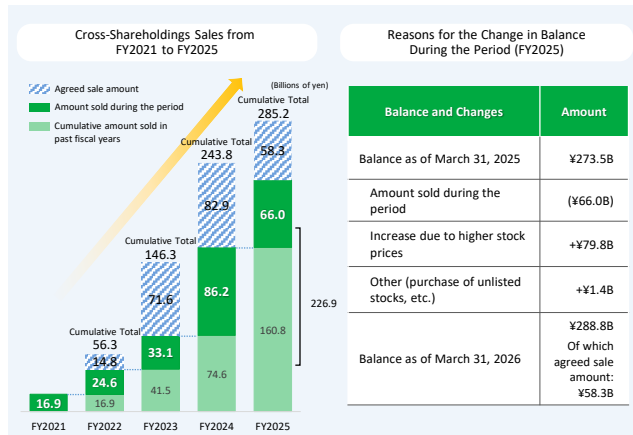 Cross-Shareholdings Sales from
FY2021 to FY2025
Agreed sale amount
Amount sold during the period
Cumulative amount sold in
past fiscal years
(Billions of yen)
Cumulative Total
285.2
58.3
66.0
160.8
Cumulative Total
243.8
82.9
86.2
74.6
Cumulative Total
146.3
71.6
33.1
41.5
Cumulative Total
56.3
14.8
24.6
16.9
16.9
226.9
FY2021
FY2022
FY2023
FY2024
FY2025
Reasons for the Change in Balance
During the Period (FY2025)
Balance and Changes
Amount
Balance as of March 31, 2025
¥273.5B
Amount sold during the
period
(¥66.0B)
Increase due to higher stock
prices
+¥79.8B
Other (purchase of unlisted
stocks, etc.)
+¥1.4B
Balance as of March 31, 2026
¥288.8B
Of which
agreed sale
amount:
¥58.3B